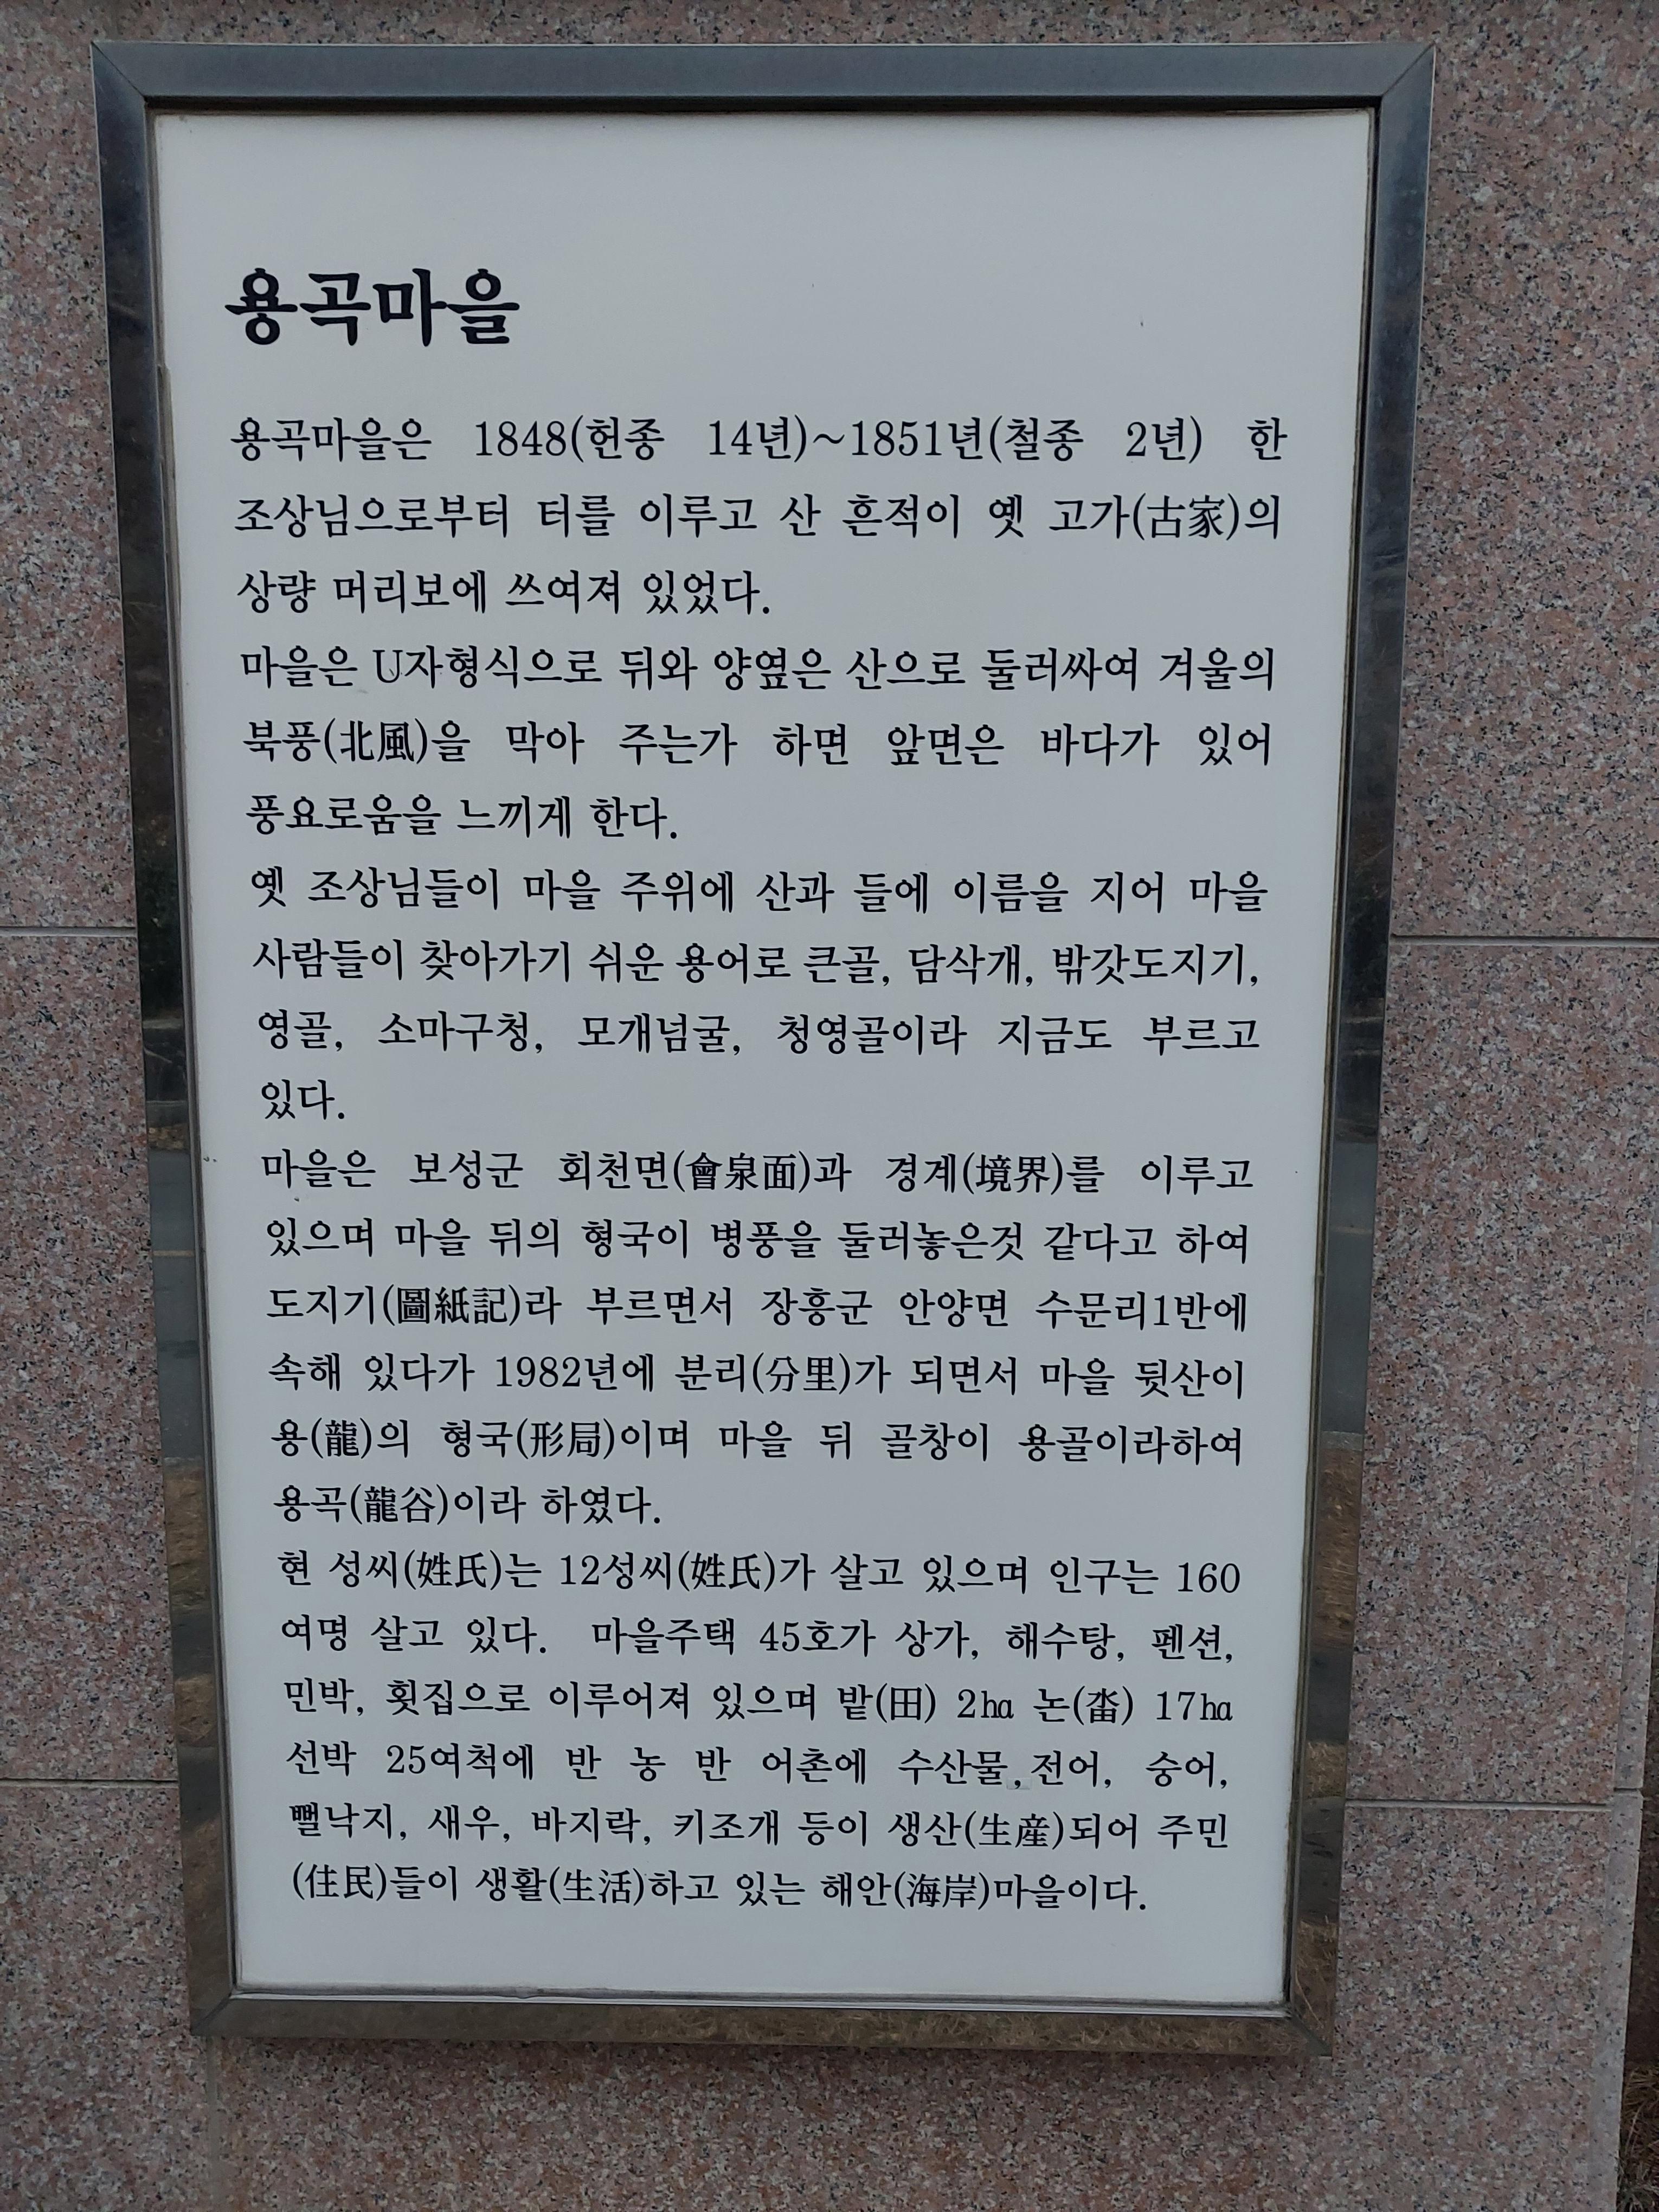 용곡마을
용곡마을은 1848(헌종 14년)~1851년(철종 2년) 한
조상님으로부터 터를 이루고 산 흔적이 옛 고가(古家)의
상량 머리보에 쓰여져 있었다.
마을은 U자형식으로 뒤와 양옆은 산으로 둘러싸여 겨울의
북풍(北風)을 막아 주는가 하면 앞면은 바다가 있어
풍요로움을 느끼게 한다.
옛 조상님들이 마을 주위에 산과 들에 이름을 지어 마을
사람들이 찾아가기 쉬운 용어로 큰골, 담삭개, 밖갓도지기,
영골, 소마구청, 모개넘굴, 청영골이라 지금도 부르고
있다.
마을은 보성군 회천면(會泉面)과 경계(境界)를 이루고
있으며 마을 뒤의 형국이 병풍을 둘러놓은것 같다고 하여
도지기(圖紙記)라 부르면서 장흥군 안양면 수문리1반에
속해 있다가 1982년에 분리(分里)가 되면서 마을 뒷산이
용(龍)의 형국(形局)이며 마을 뒤 골창이 용골이라하여
용곡(龍谷)이라 하였다.
현 성씨(姓氏)는 12성씨(姓氏)가 살고 있으며 인구는 160
여명 살고 있다. 마을주택 45호가 상가, 해수탕, 펜션,
민박, 횟집으로 이루어져 있으며 밭(田) 2㏊ 논(畓) 17㏊
선박 25여척에 반 농 반 어촌에 수산물,전어, 숭어,
뻘낙지, 새우, 바지락, 키조개 등이 생산(生産)되어 주민
(住民)들이 생활(生活)하고 있는 해안(海岸)마을이다.